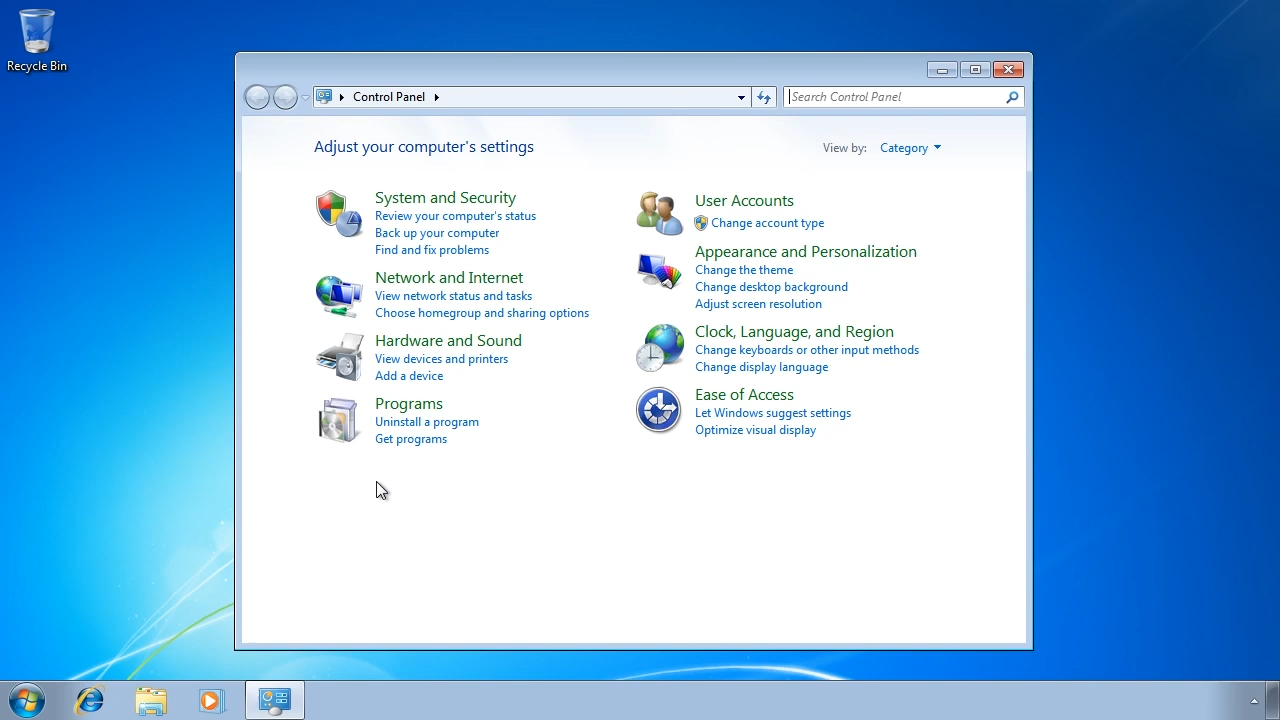 Recycle Bin
Control Panel
Search Control Panel
Adjust your computer's settings
View by: Category
System and Security
Review your computer's status
Back up your computer
Find and fix problems
Network and Internet
View network status and tasks
Choose homegroup and sharing options
Hardware and Sound
View devices and printers
Add a device
Programs
Uninstall a program
Get programs
User Accounts
Change account type
Appearance and Personalization
Change the theme
Change desktop background
Adjust screen resolution
Clock, Language, and Region
Change keyboards or other input methods
Change display language
Ease of Access
Let Windows suggest settings
Optimize visual display